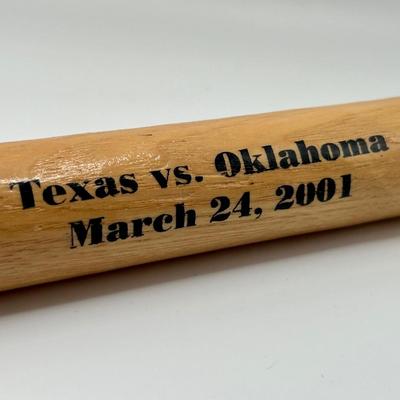 Texas vs. Oklahoma
March 24, 2001